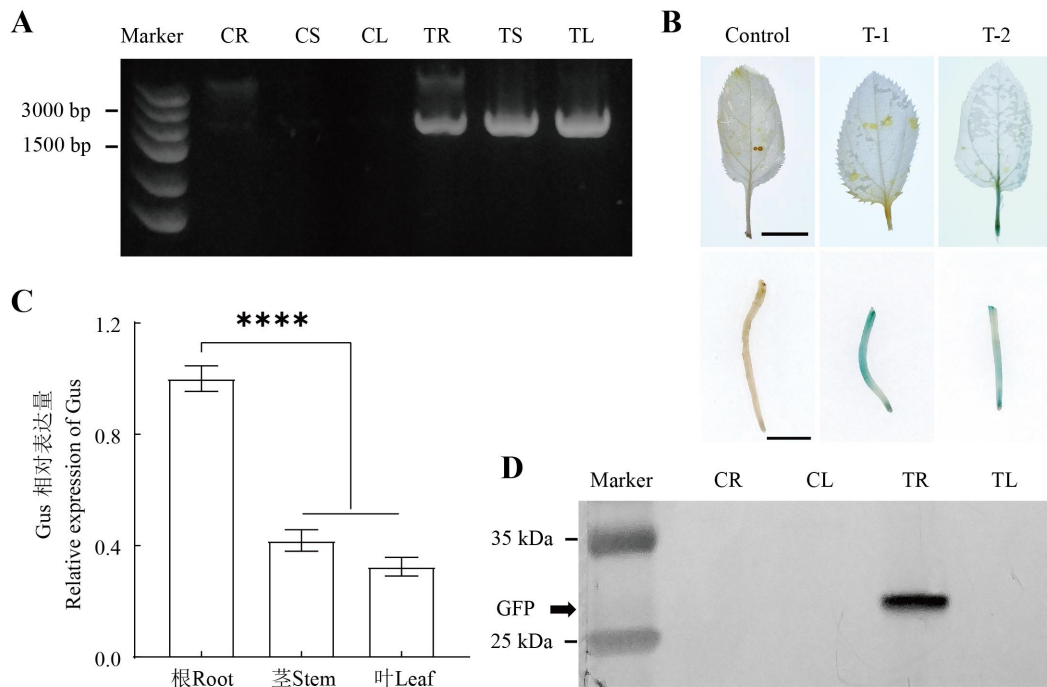 A
Marker CR CS CL TR TS TL
3000 bp
1500 bp
B
Control T-1 T-2
C
****
1.2
0.8
0.4
0.0
Gus 相对表达量
Relative expression of Gus
根Root 茎Stem 叶Leaf
D
Marker CR CL TR TL
35 kDa
GFP
25 kDa